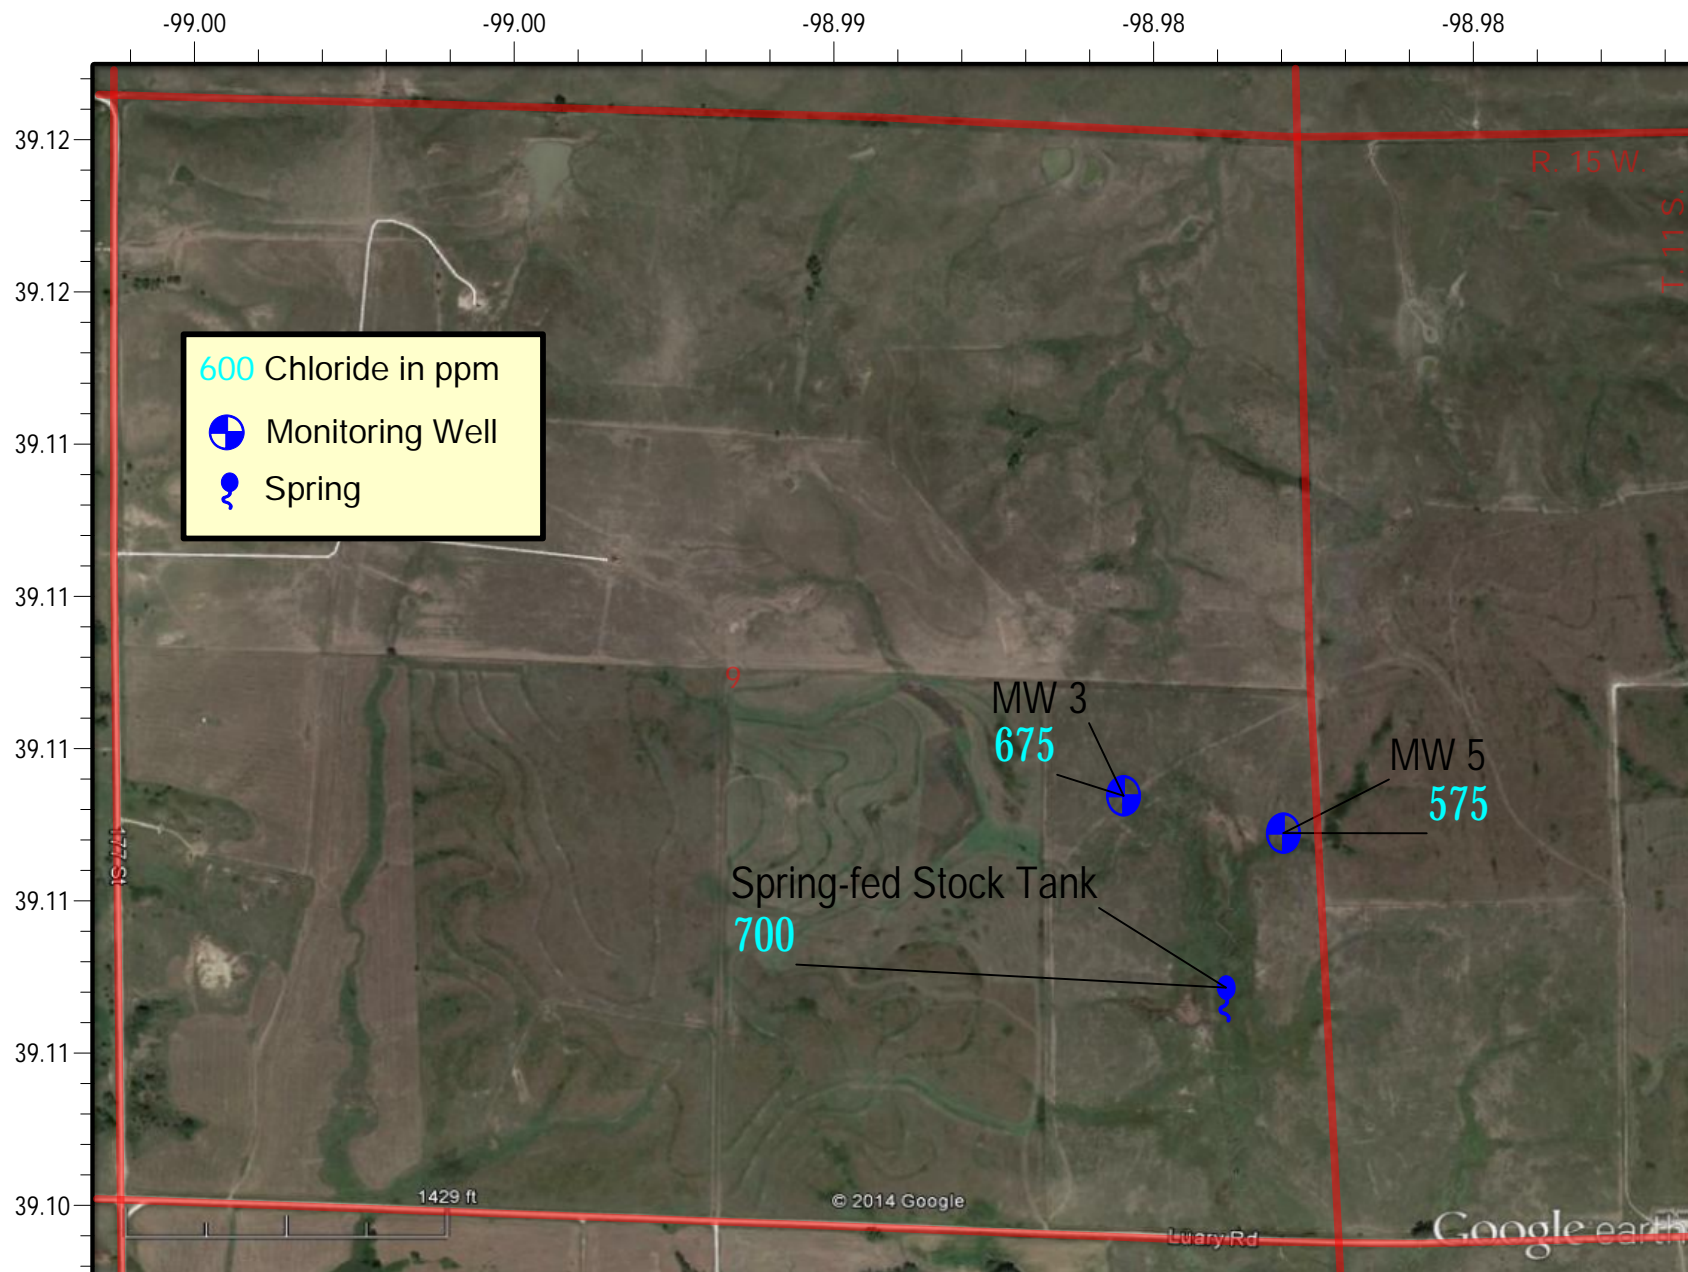 -99.00 -99.00 -98.99 -98.98 -98.98
39.12
R. 15 W.
T. 11 S.
39.12
600 Chloride in ppm
Monitoring Well
Spring
39.11
39.11
9
MW 3
675
39.11
MW 5
575
177 St
Spring-fed Stock Tank
700
39.11
39.11
1429 ft
© 2014 Google
39.10
Luary Rd
Google earth